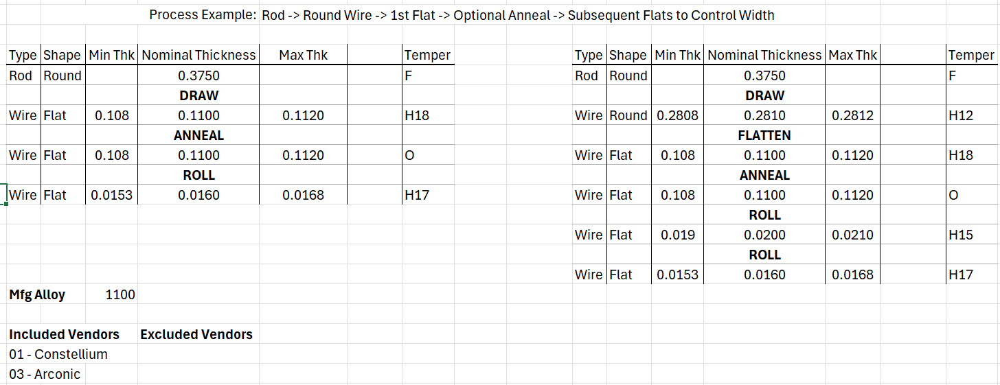 Process Example: Rod -> Round Wire -> 1st Flat -> Optional Anneal -> Subsequent Flats to Control Width
Type Shape Min Thk Nominal Thickness Max Thk Temper
Rod Round 0.3750 F
DRAW
Wire Flat 0.108 0.1100 0.1120 H18
ANNEAL
Wire Flat 0.108 0.1100 0.1120 O
ROLL
Wire Flat 0.0153 0.0160 0.0168 H17
Type Shape Min Thk Nominal Thickness Max Thk Temper
Rod Round 0.3750 F
DRAW
Wire Round 0.2808 0.2810 0.2812 H12
FLATTEN
Wire Flat 0.108 0.1100 0.1120 H18
ANNEAL
Wire Flat 0.108 0.1100 0.1120 O
ROLL
Wire Flat 0.019 0.0200 0.0210 H15
ROLL
Wire Flat 0.0153 0.0160 0.0168 H17
Mfg Alloy 1100
Included Vendors Excluded Vendors
01 - Constellium
03 - Arconic